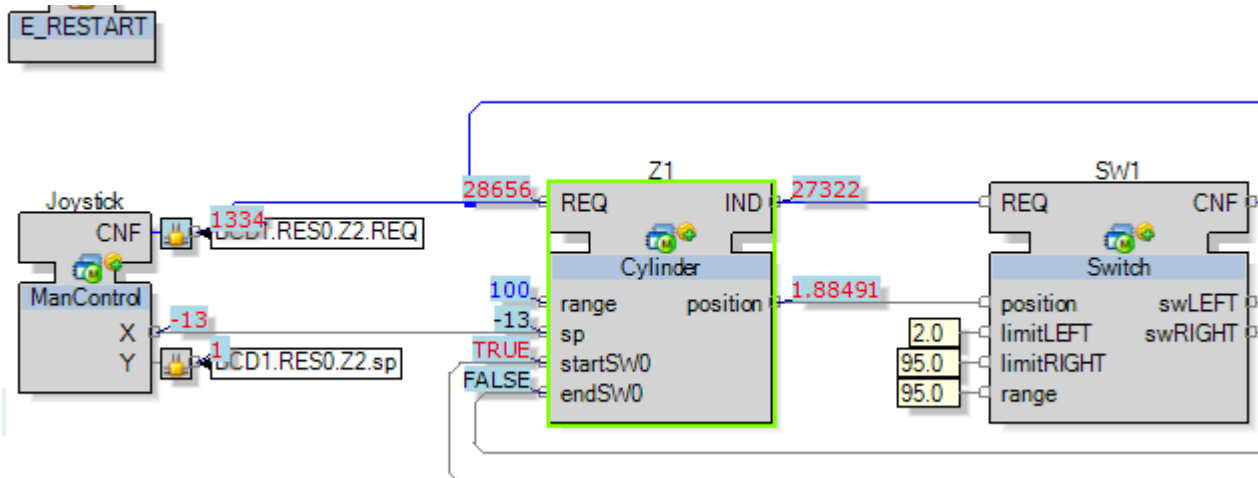 E_RESTART
Joystick
CNF
1334
CD1.RES0.Z2.REQ
ManControl
X
-13
Y
1
CD1.RES0.Z2.sp
Z1
28656
REQ
IND
27322
Cylinder
100
range
position
1.88491
-13
sp
TRUE
startSW0
FALSE
endSW0
SW1
REQ
CNF
Switch
position
swLEFT
2.0
limitLEFT
swRIGHT
95.0
limitRIGHT
95.0
range